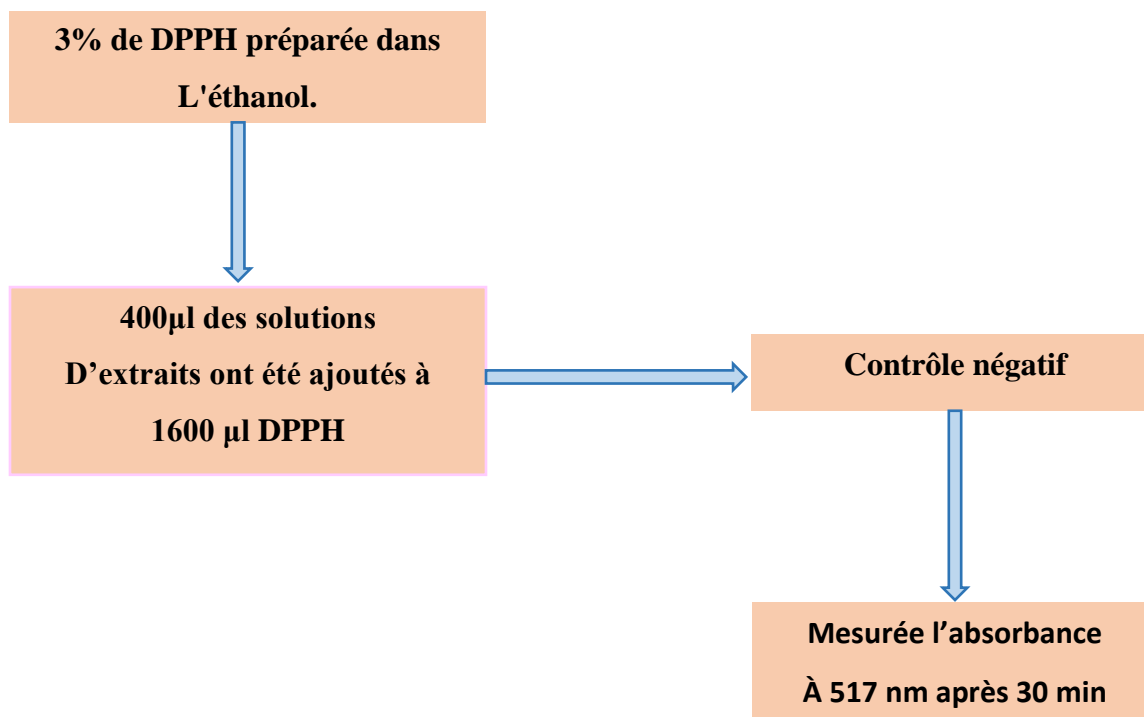 3% de DPPH préparée dans
L'éthanol.
400µl des solutions
D’extraits ont été ajoutés à
1600 µl DPPH
Contrôle négatif
Mesurée l’absorbance
À 517 nm après 30 min